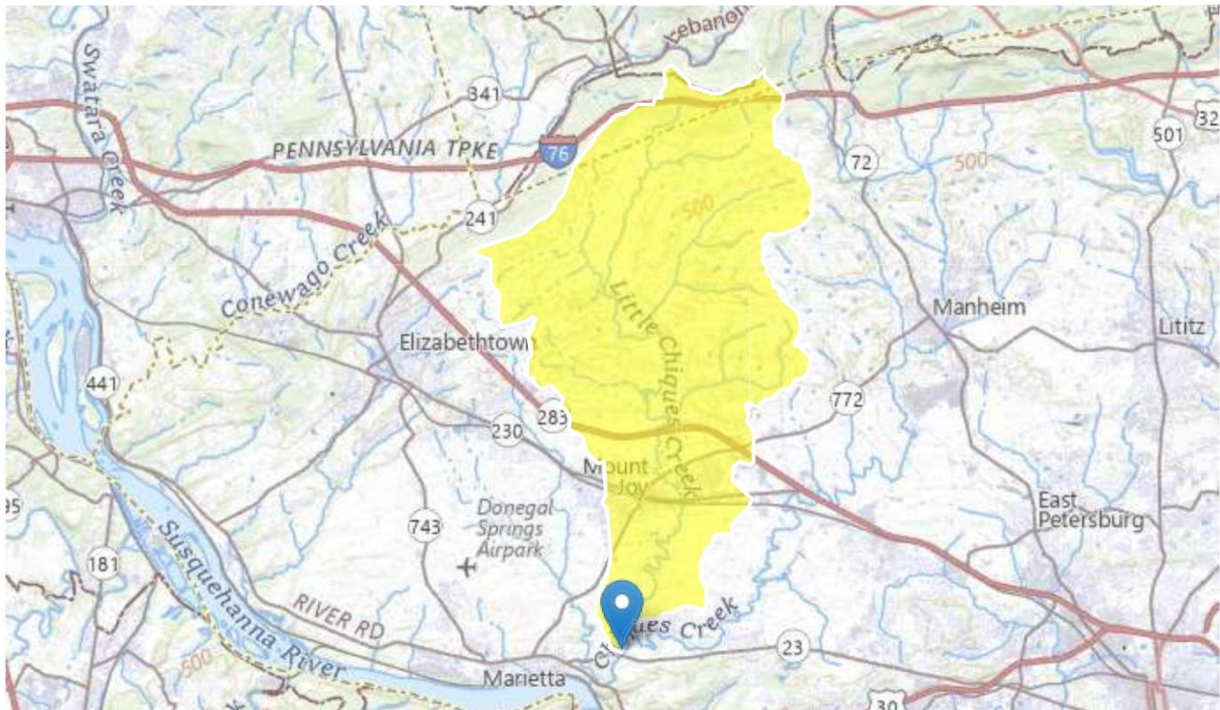 Lebanon
Swatara Creek
341
32
501
PENNSYLVANIA TPKE
76
72
500
500
241
Conewago Creek
Little Chiques Creek
Manheim
Lititz
Elizabethtown
441
772
283
230
Mount
Joy
Donegal
Springs
Airpark
East
Petersburg
95
743
181
Susquehanna River
RIVER RD
Creek
23
500
Marietta
30